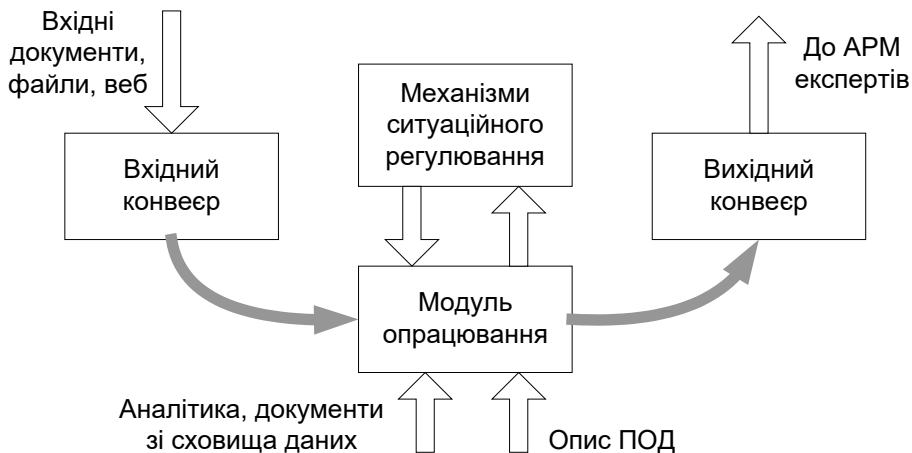 Вхідні
документи,
файли, веб
До АРМ
експертів
Механізми
ситуаційного
регулювання
Вхідний
конвеєр
Вихідний
конвеєр
Модуль
опрацювання
Аналітика, документи
зі сховища даних
Опис ПОД